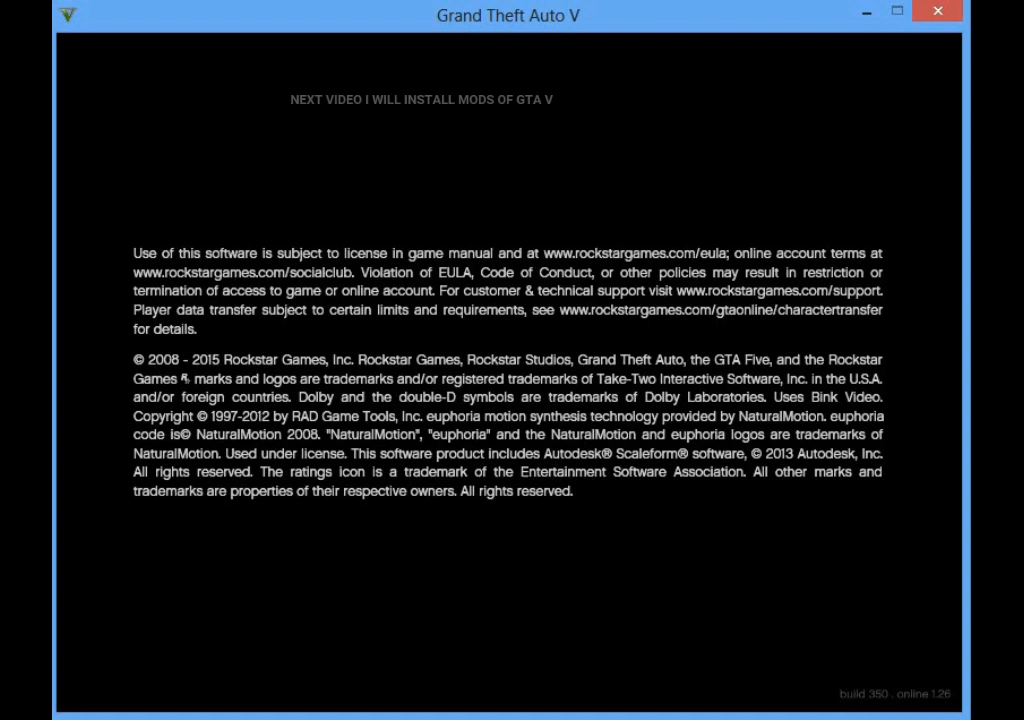 Grand Theft Auto V
NEXT VIDEO I WILL INSTALL MODS OF GTA V
Use of this software is subject to license in game manual and at www.rockstargames.com/eula; online account terms at
www.rockstargames.com/socialclub. Violation of EULA, Code of Conduct, or other policies may result in restriction or
termination of access to game or online account. For customer & technical support visit www.rockstargames.com/support.
Player data transfer subject to certain limits and requirements, see www.rockstargames.com/gtaonline/charactertransfer
for details.
© 2008 - 2015 Rockstar Games, Inc. Rockstar Games, Rockstar Studios, Grand Theft Auto, the GTA Five, and the Rockstar
Games R* marks and logos are trademarks and/or registered trademarks of Take-Two Interactive Software, Inc. in the U.S.A.
and/or foreign countries. Dolby and the double-D symbols are trademarks of Dolby Laboratories. Uses Bink Video.
Copyright © 1997-2012 by RAD Game Tools, Inc. euphoria motion synthesis technology provided by NaturalMotion. euphoria
code is© NaturalMotion 2008. "NaturalMotion", "euphoria" and the NaturalMotion and euphoria logos are trademarks of
NaturalMotion. Used under license. This software product includes Autodesk® Scaleform® software, © 2013 Autodesk, Inc.
All rights reserved. The ratings icon is a trademark of the Entertainment Software Association. All other marks and
trademarks are properties of their respective owners. All rights reserved.
build 350 . online 1.26